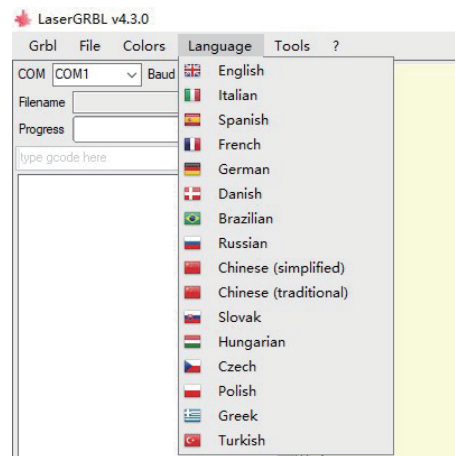 LaserGRBL v4.3.0
Grbl File Colors Language Tools ?
COM COM1 Baud
Filename
Progress
type gcode here
English
Italian
Spanish
French
German
Danish
Brazilian
Russian
Chinese (simplified)
Chinese (traditional)
Slovak
Hungarian
Czech
Polish
Greek
Turkish